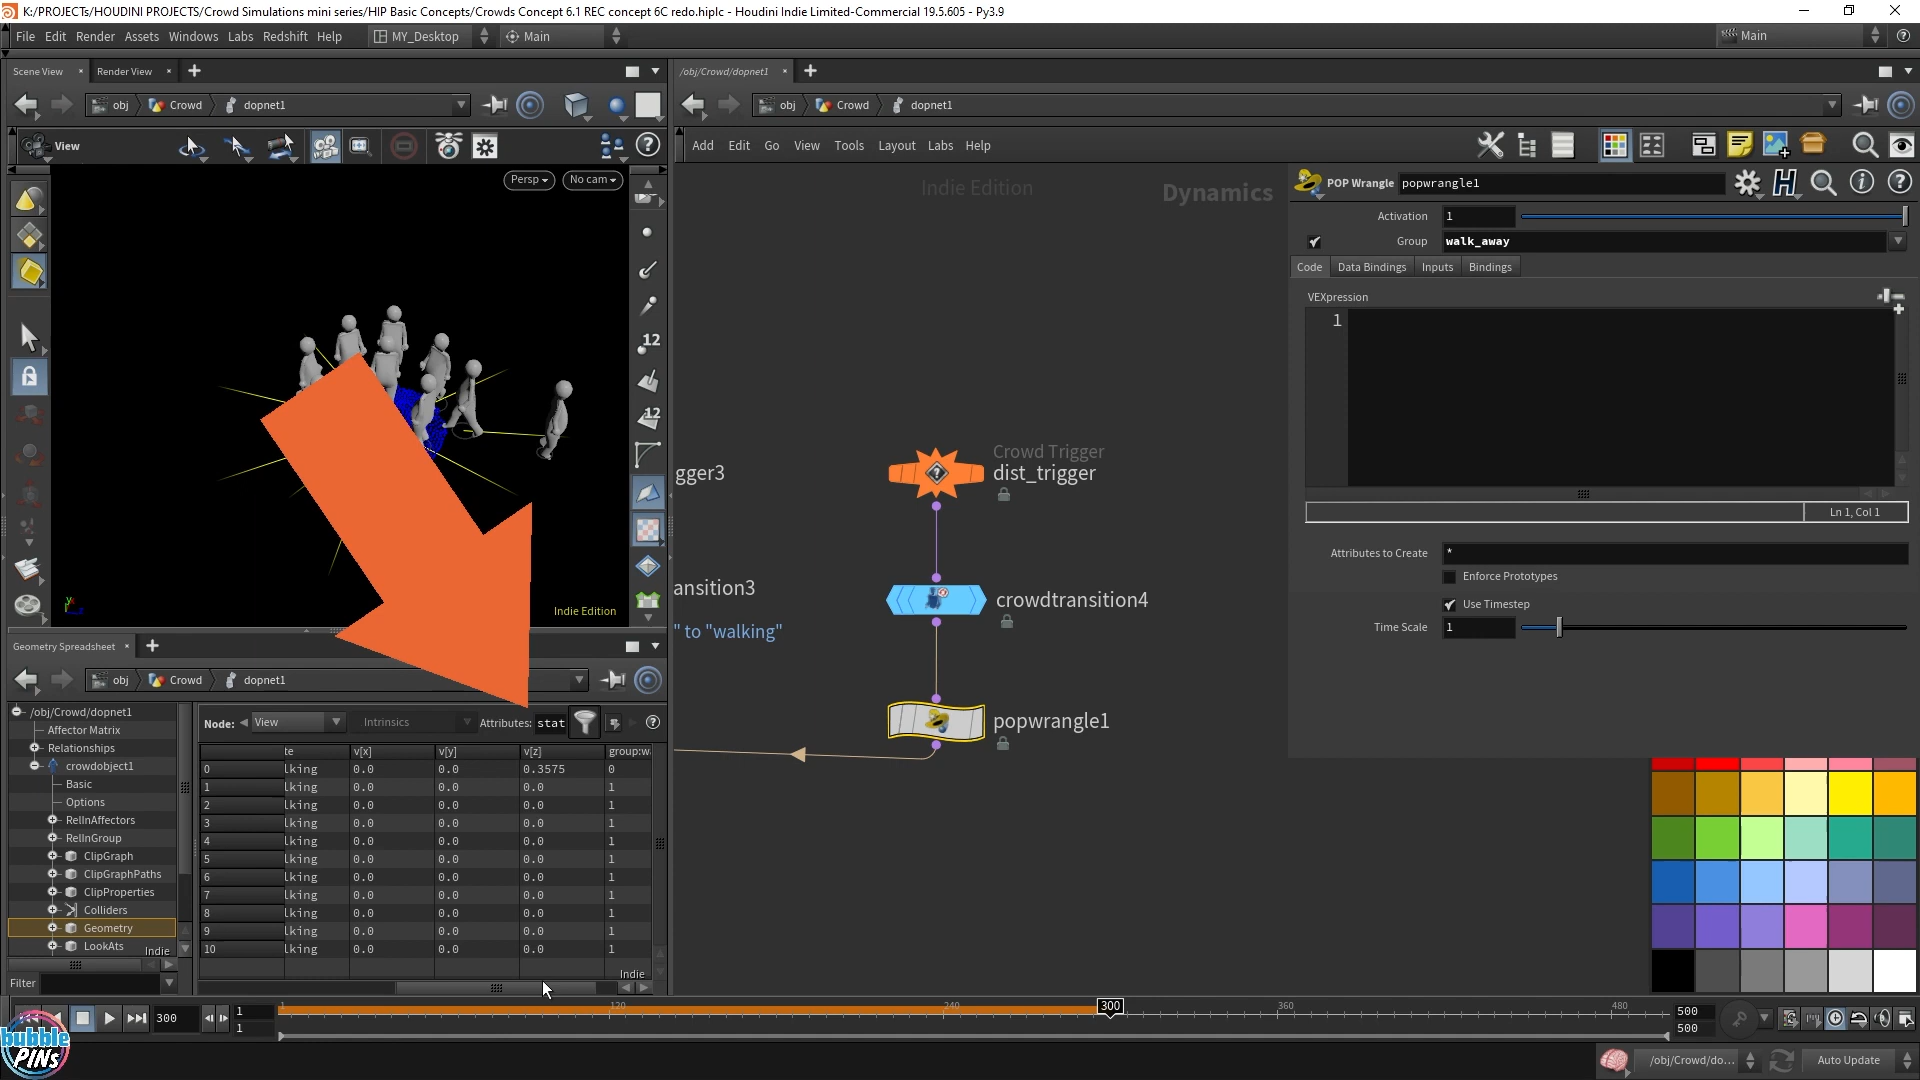 K:/PROJECTs/HOUDINI PROJECTS/Crowd Simulations mini series/HIP Basic Concepts/Crowds Concept 6.1 REC concept 6C redo.hiplc - Houdini Indie Limited-Commercial 19.5.605 - Py3.9
File Edit Render Assets Windows Labs Redshift Help MY_Desktop Main Main
Scene View Render View /obj/Crowd/dopnet1
obj Crowd dopnet1 obj Crowd dopnet1
View Add Edit Go View Tools Layout Labs Help
Persp No cam
Indie Edition Dynamics
POP Wrangle popwrangle1
Activation 1
Group walk_away
Code Data Bindings Inputs Bindings
VEXpression
1
12
12
Crowd Trigger
gger3 dist_trigger
Ln 1, Col 1
Attributes to Create *
Enforce Prototypes
Use Timestep
Time Scale 1
ansition3 crowdtransition4
" to "walking"
Indie Edition
y
Geometry Spreadsheet
obj Crowd dopnet1
popwrangle1
/obj/Crowd/dopnet1
Affector Matrix
Relationships
crowdobject1
Basic
Options
RelInAffectors
RelInGroup
ClipGraph
ClipGraphPaths
ClipProperties
Colliders
Geometry
LookAts
Indie
Filter
Node: View Intrinsics Attributes: stat
te v[x] v[y] v[z] group:w
0 lking 0.0 0.0 0.3575 0
1 lking 0.0 0.0 0.0 1
2 lking 0.0 0.0 0.0 1
3 lking 0.0 0.0 0.0 1
4 lking 0.0 0.0 0.0 1
5 lking 0.0 0.0 0.0 1
6 lking 0.0 0.0 0.0 1
7 lking 0.0 0.0 0.0 1
8 lking 0.0 0.0 0.0 1
9 lking 0.0 0.0 0.0 1
10 lking 0.0 0.0 0.0 1
Indie
300 1 1 1 120 240 300 360 480 500 500
bubble PINs
/obj/Crowd/do... Auto Update